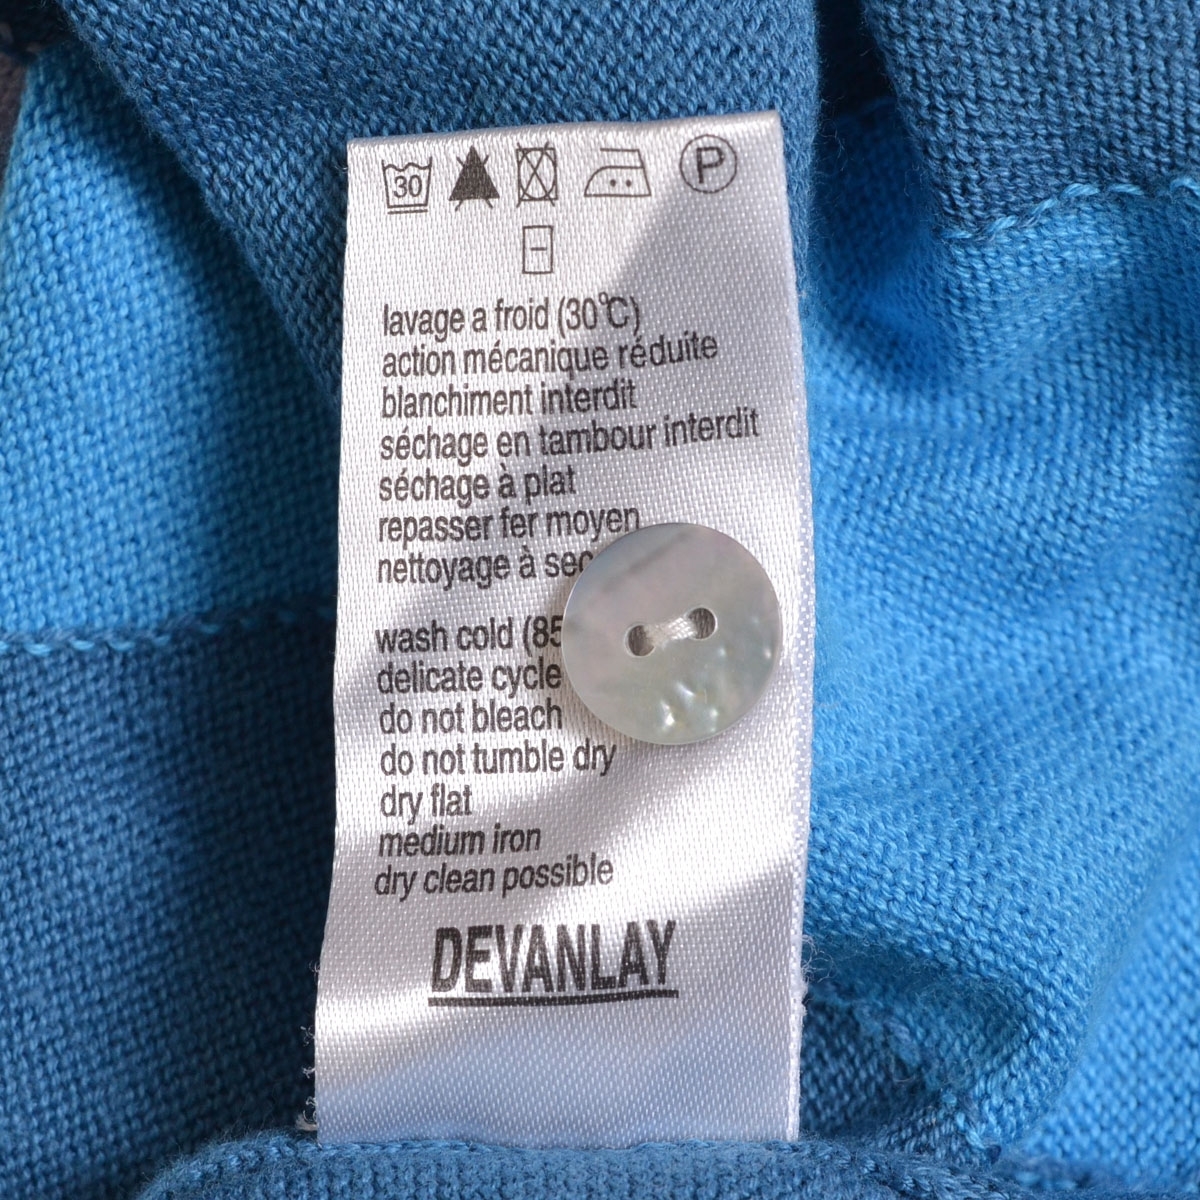 30 P
lavage a froid (30°C)
action mécanique réduite
blanchiment interdit
séchage en tambour interdit
séchage à plat
repasser fer moyen
nettoyage à sec
wash cold (85
delicate cycle
do not bleach
do not tumble dry
dry flat
medium iron
dry clean possible
DEVANLAY